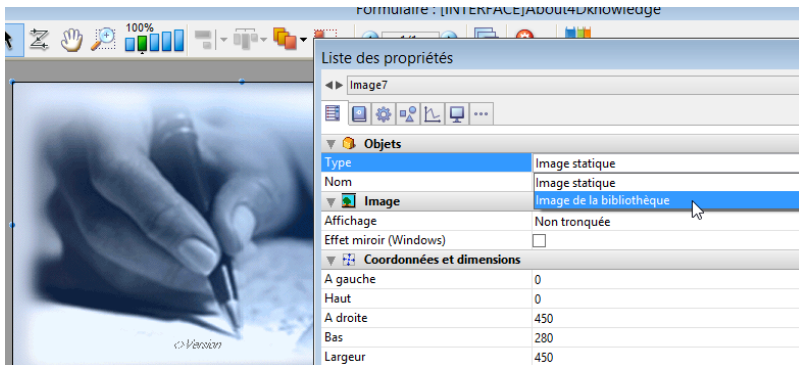 Formulaire : [INTERFACE]About4Dknowledge
100%
Liste des propriétés
Image7
Objets
Type Image statique
Nom Image statique
Image de la bibliothèque
Image
Affichage Non tronquée
Effet miroir (Windows)
Coordonnées et dimensions
A gauche 0
Haut 0
A droite 450
Bas 280
Largeur 450
<>Version